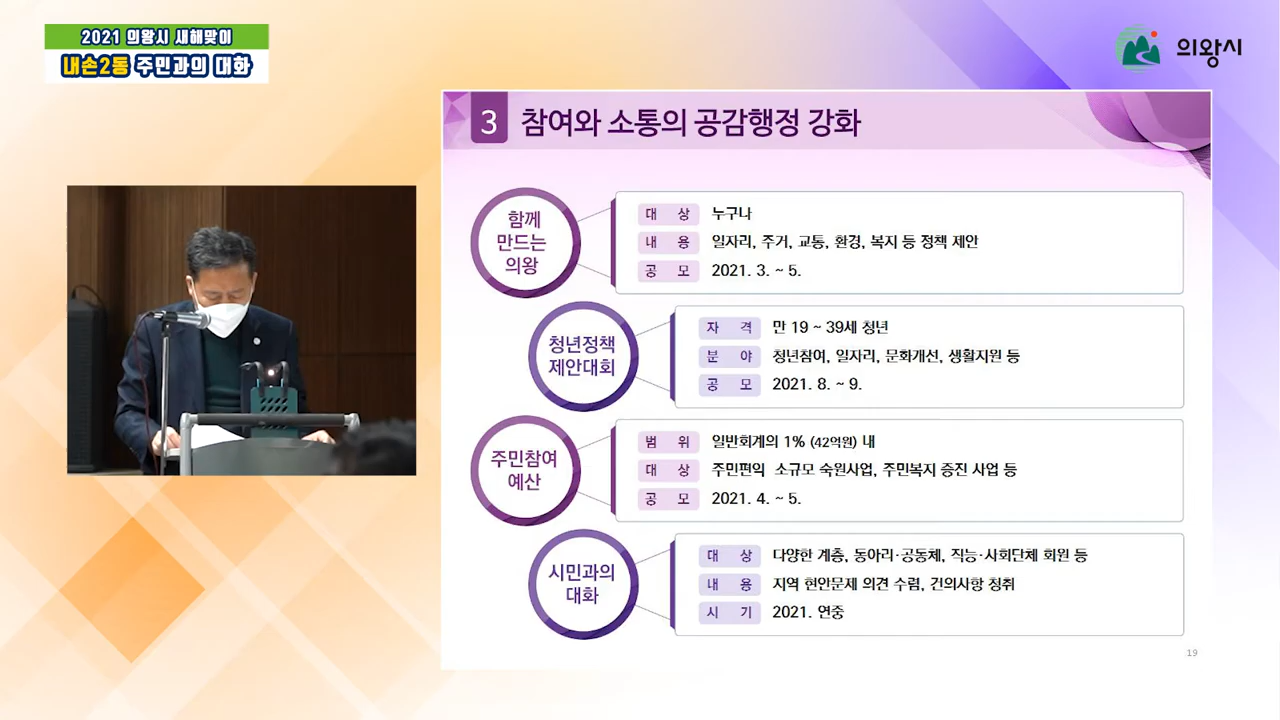 2021 의왕시 새해맞이
내손2동 주민과의 대화
의왕시
3 참여와 소통의 공감행정 강화
함께
만드는
의왕
대 상 누구나
내 용 일자리, 주거, 교통, 환경, 복지 등 정책 제안
공 모 2021. 3. ~ 5.
청년정책
제안대회
자 격 만 19 ~ 39세 청년
분 야 청년참여, 일자리, 문화개선, 생활지원 등
공 모 2021. 8. ~ 9.
주민참여
예산
범 위 일반회계의 1% (42억원) 내
대 상 주민편익 소규모 숙원사업, 주민복지 증진 사업 등
공 모 2021. 4. ~ 5.
시민과의
대화
대 상 다양한 계층, 동아리·공동체, 직능·사회단체 회원 등
내 용 지역 현안문제 의견 수렴, 건의사항 청취
시 기 2021. 연중
19